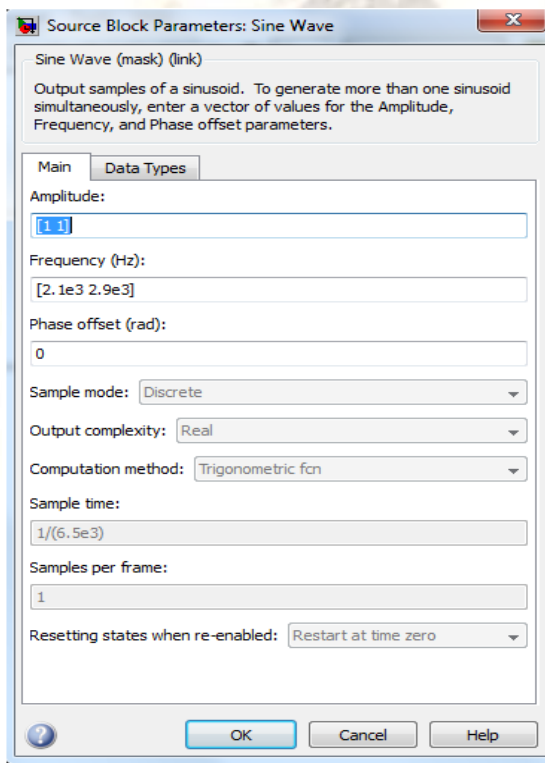 Source Block Parameters: Sine Wave
Sine Wave (mask) (link)
Output samples of a sinusoid. To generate more than one sinusoid
simultaneously, enter a vector of values for the Amplitude,
Frequency, and Phase offset parameters.
Main Data Types
Amplitude:
[1 1]
Frequency (Hz):
[2.1e3 2.9e3]
Phase offset (rad):
0
Sample mode: Discrete
Output complexity: Real
Computation method: Trigonometric fcn
Sample time:
1/(6.5e3)
Samples per frame:
1
Resetting states when re-enabled: Restart at time zero
OK Cancel Help